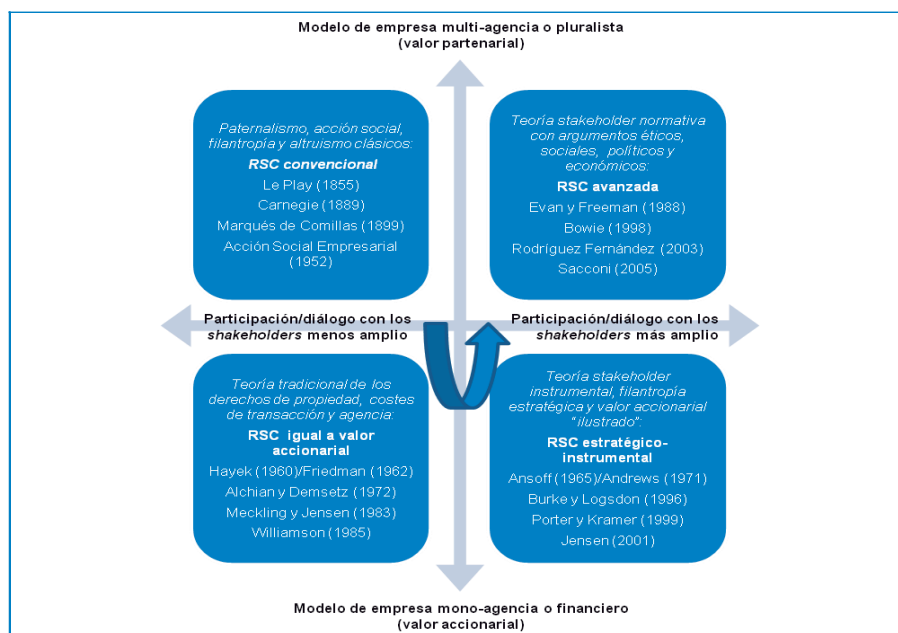 Modelo de empresa multi-agencia o pluralista
(valor partenarial)
Paternalismo, acción social,
filantropía y altruismo clásicos:
RSC convencional
Le Play (1855)
Carnegie (1889)
Marqués de Comillas (1899)
Acción Social Empresarial
(1952)
Teoría stakeholder normativa
con argumentos éticos,
sociales, políticos y
económicos:
RSC avanzada
Evan y Freeman (1988)
Bowie (1998)
Rodríguez Fernández (2003)
Sacconi (2005)
Participación/diálogo con los
shakeholders menos amplio
Participación/diálogo con los
shakeholders más amplio
Teoría tradicional de los
derechos de propiedad, costes
de transacción y agencia:
RSC igual a valor
accionarial
Hayek (1960)/Friedman (1962)
Alchian y Demsetz (1972)
Meckling y Jensen (1983)
Williamson (1985)
Teoría stakeholder
instrumental, filantropía
estratégica y valor accionarial
"ilustrado":
RSC estratégico-
instrumental
Ansoff (1965)/Andrews (1971)
Burke y Logsdon (1996)
Porter y Kramer (1999)
Jensen (2001)
Modelo de empresa mono-agencia o financiero
(valor accionarial)